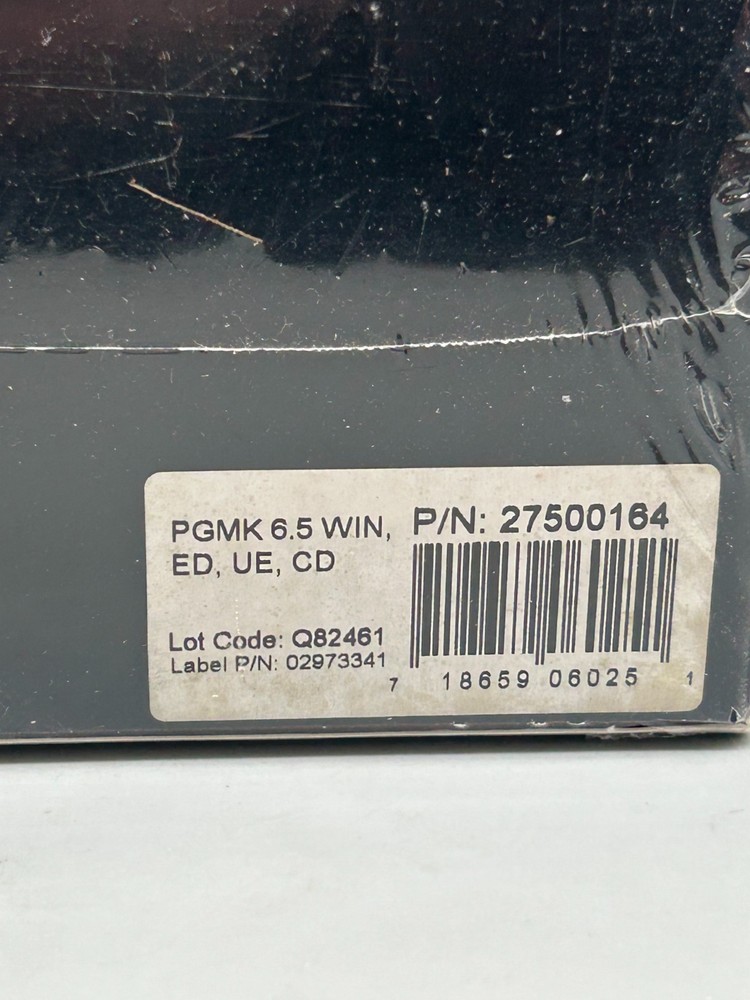 PGMK 6.5 WIN,
ED, UE, CD
P/N: 27500164
Lot Code: Q82461
Label P/N: 02973341
7 18659 06025 1